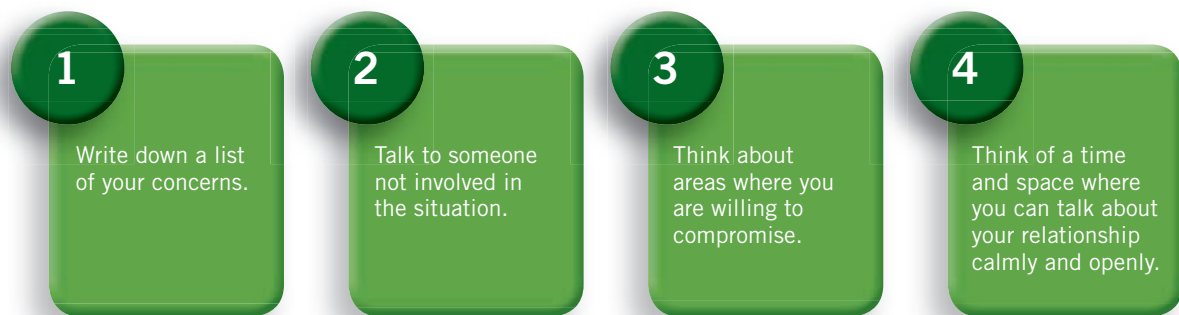 1
Write down a list
of your concerns.
2
Talk to someone
not involved in
the situation.
3
Think about
areas where you
are willing to
compromise.
4
Think of a time
and space where
you can talk about
your relationship
calmly and openly.